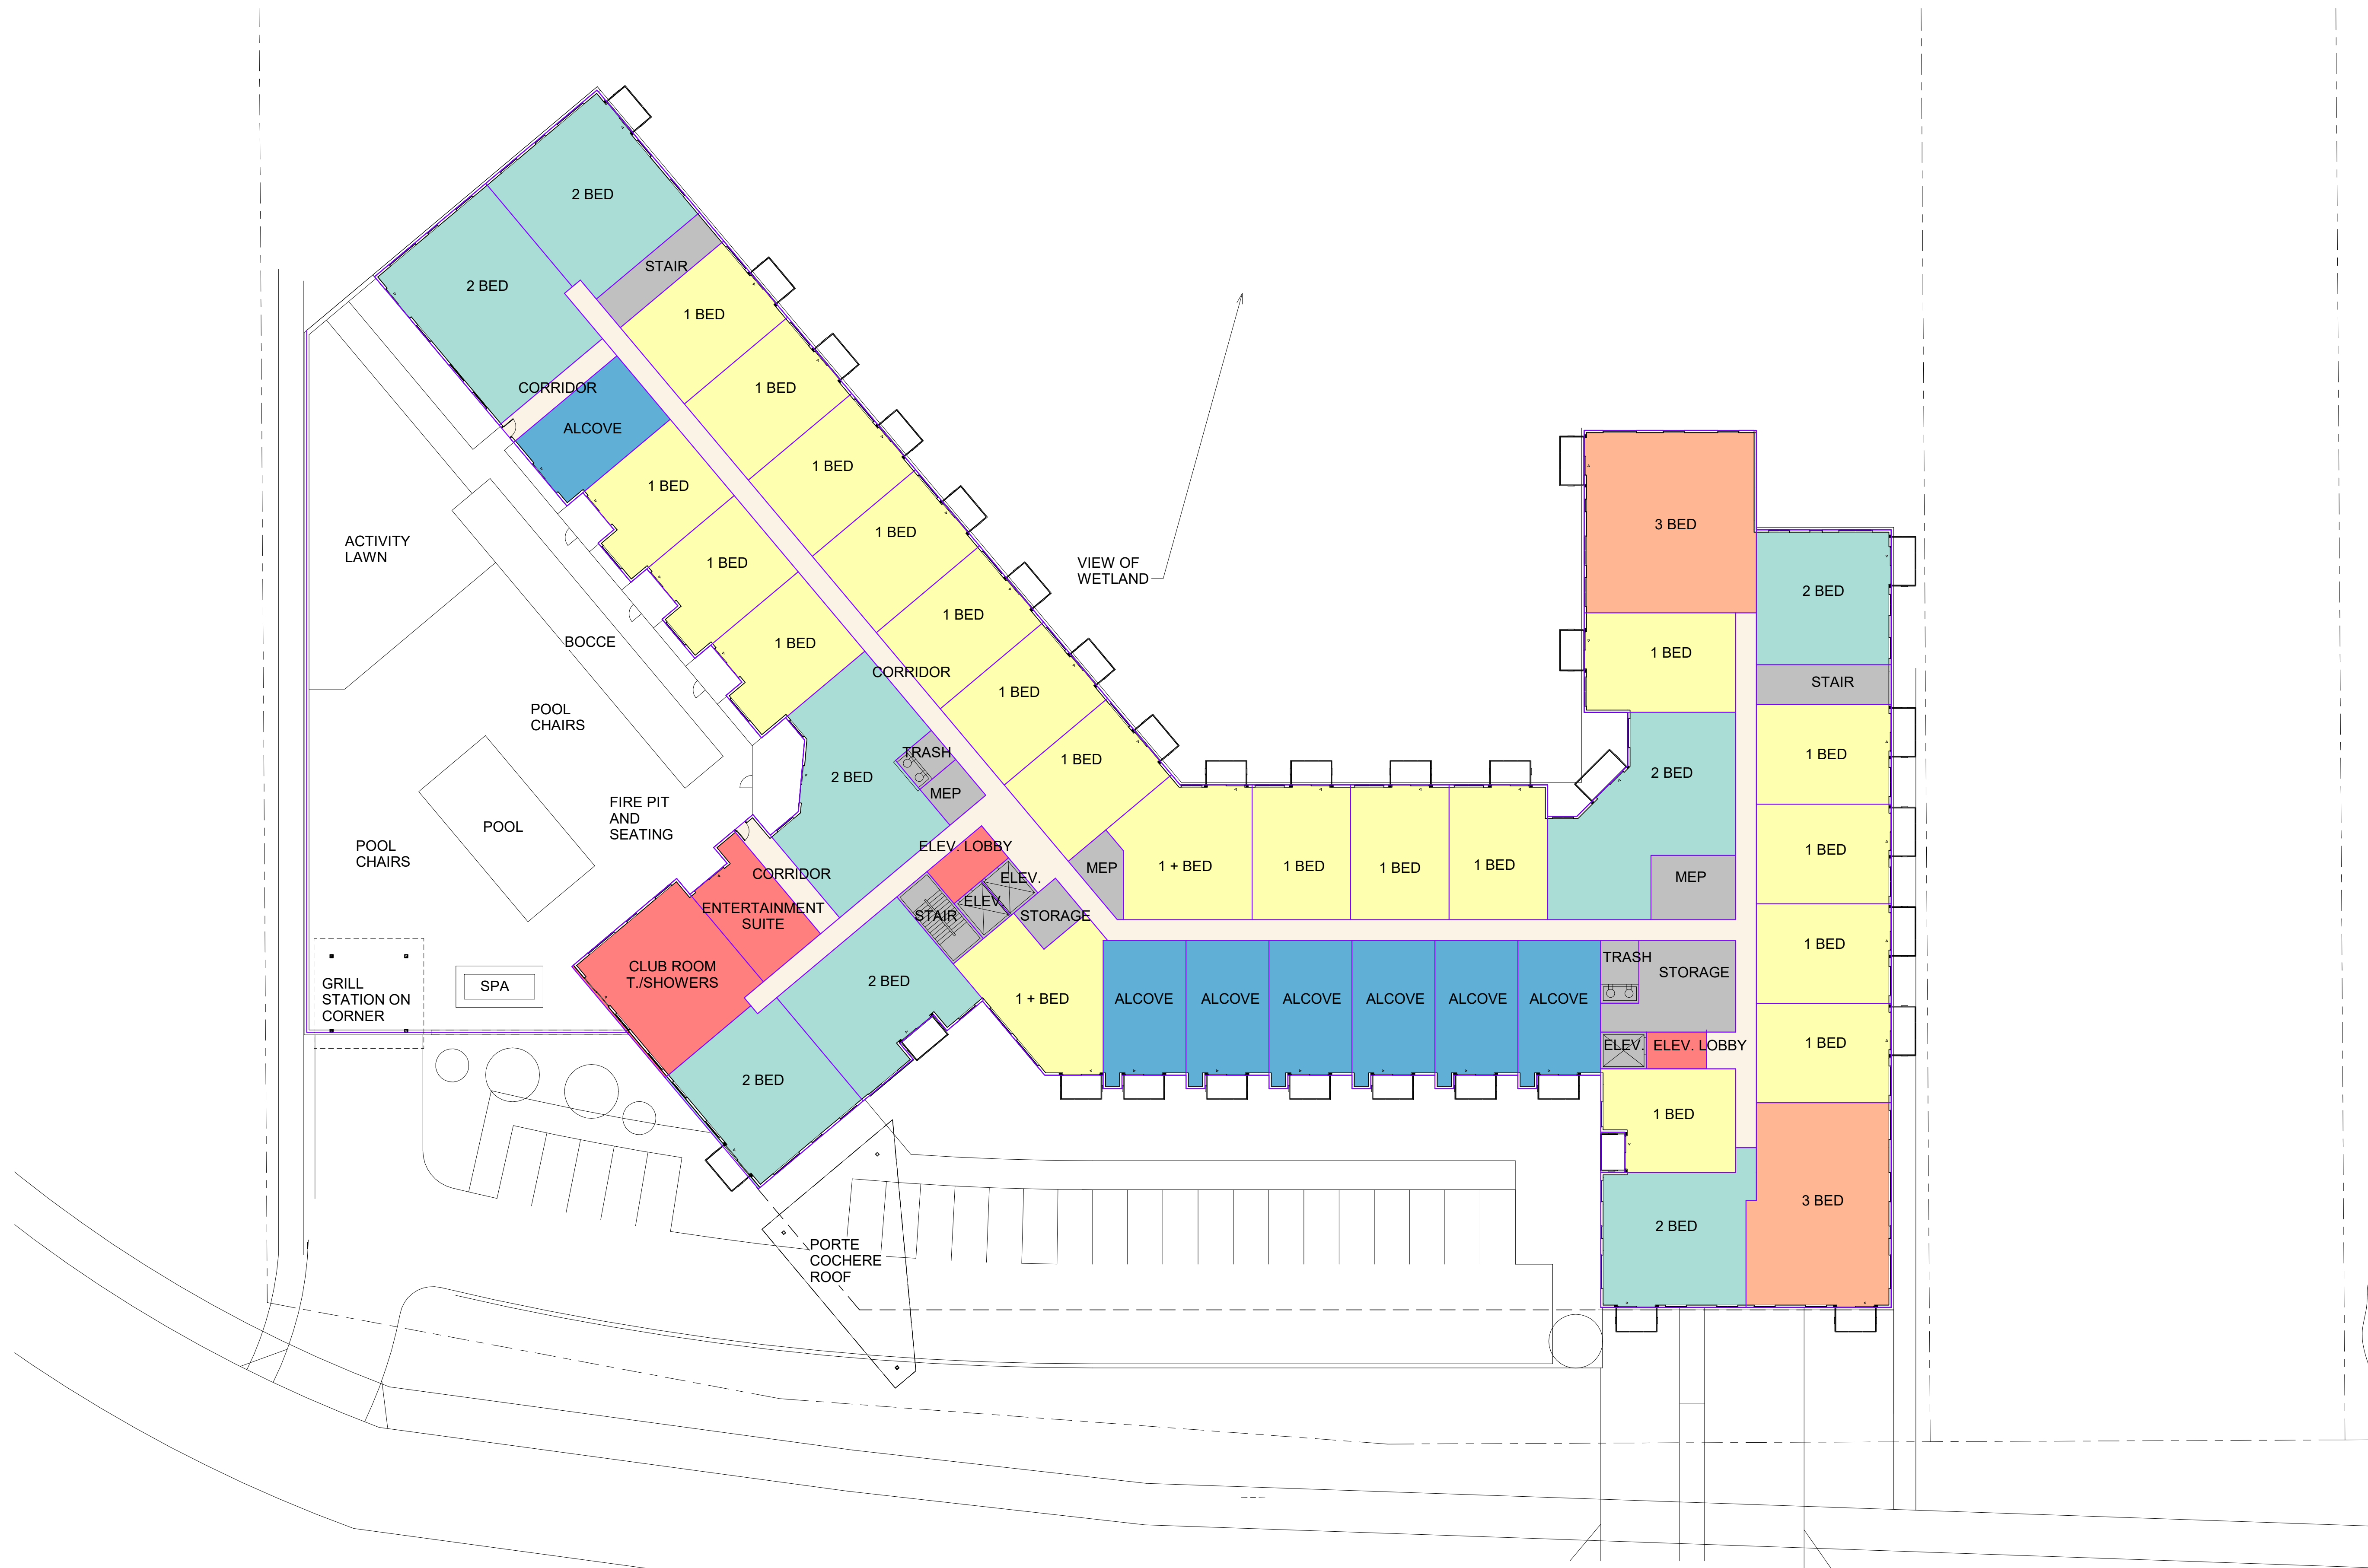 2 BED
2 BED
STAIR
1 BED
CORRIDOR
1 BED
ALCOVE
1 BED
1 BED
3 BED
1 BED
ACTIVITY
LAWN
1 BED
VIEW OF
WETLAND
2 BED
1 BED
BOCCE
1 BED
1 BED
CORRIDOR
1 BED
1 BED
STAIR
POOL
CHAIRS
TRASH
1 BED
1 BED
2 BED
2 BED
MEP
FIRE PIT
AND
SEATING
POOL
POOL
CHAIRS
ELEV. LOBBY
1 BED
CORRIDOR
ELEV.
MEP
1 + BED
1 BED
1 BED
1 BED
MEP
ENTERTAINMENT
SUITE
ELEV.
STAIR
STORAGE
1 BED
CLUB ROOM
T./SHOWERS
2 BED
TRASH
STORAGE
GRILL
STATION ON
CORNER
SPA
1 + BED
ALCOVE
ALCOVE
ALCOVE
ALCOVE
ALCOVE
ALCOVE
ELEV.
ELEV. LOBBY
1 BED
2 BED
1 BED
3 BED
2 BED
PORTE
COCHERE
ROOF